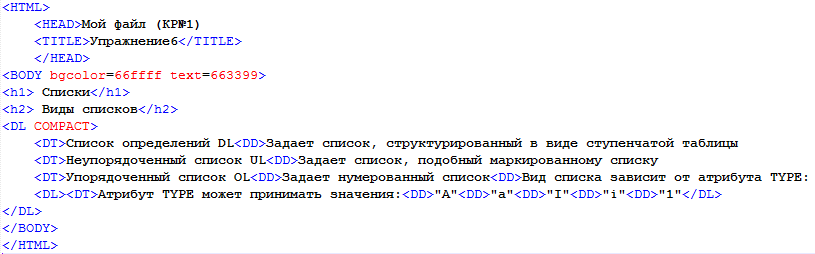 <HTML>
<HEAD>Мой файл (КР№1)
<TITLE>Упражнение6</TITLE>
</HEAD>
<BODY bgcolor=66ffff text=663399>
<h1> Списки</h1>
<h2> Виды списков</h2>
<DL COMPACT>
<DT>Список определений DL<DD>Задает список, структурированный в виде ступенчатой таблицы
<DT>Неупорядоченный список UL<DD>Задает список, подобный маркированному списку
<DT>Упорядоченный список OL<DD>Задает нумерованный список<DD>Вид списка зависит от атрибута TYPE:
<DL><DT>Атрибут TYPE может принимать значения:<DD>"A"<DD>"a"<DD>"I"<DD>"i"<DD>"1"</DL>
</DL>
</BODY>
</HTML>